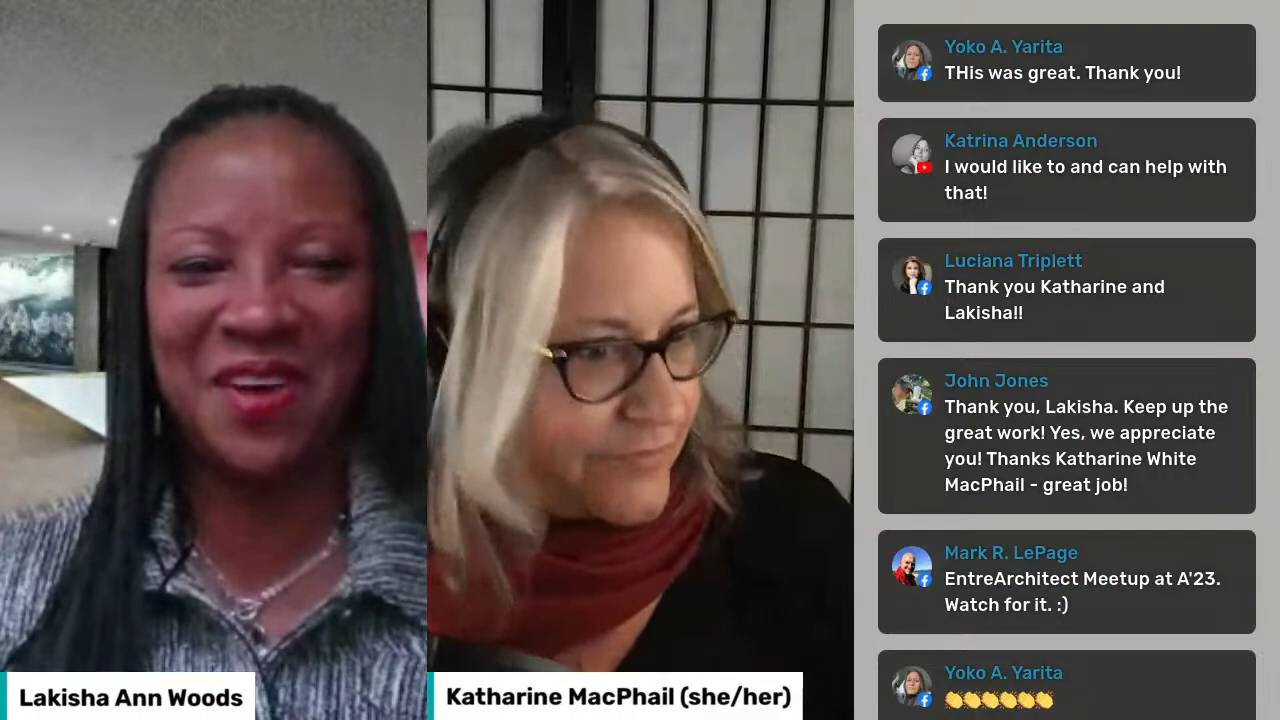 Lakisha Ann Woods
Katharine MacPhail (she/her)
Yoko A. Yarita
THis was great. Thank you!
Katrina Anderson
I would like to and can help with
that!
Luciana Triplett
Thank you Katharine and
Lakisha!!
John Jones
Thank you, Lakisha. Keep up the
great work! Yes, we appreciate
you! Thanks Katharine White
MacPhail - great job!
Mark R. LePage
EntreArchitect Meetup at A'23.
Watch for it. :)
Yoko A. Yarita
👏👏👏👏👏👏